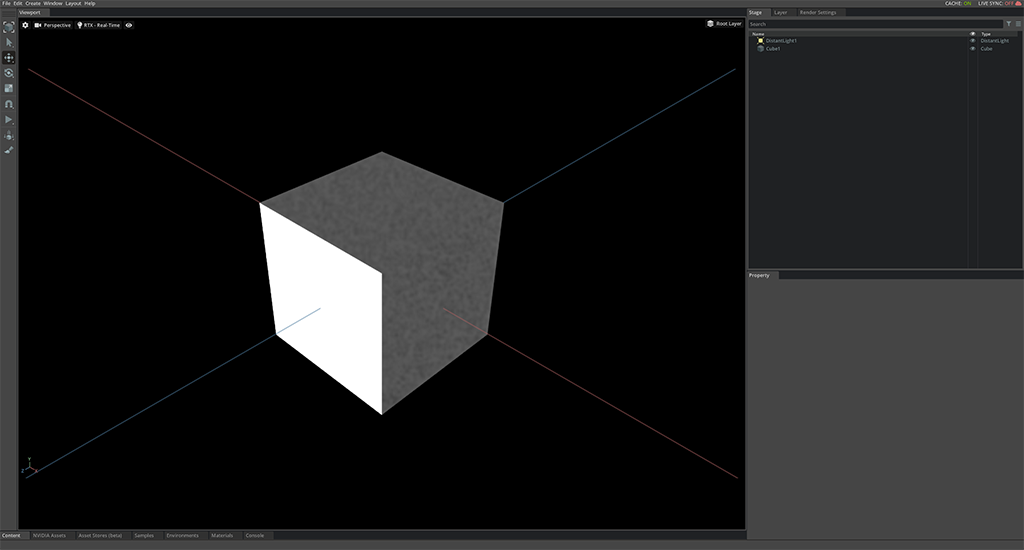 File Edit Create Window Layout Help
CACHE: ON LIVE SYNC: OFF
Viewport
Stage Layer Render Settings
Perspective RTX - Real-Time
Root Layer
Search
Name Type
DistantLight1 DistantLight
Cube1 Cube
Property
Y
Z X
Content NVIDIA Assets Asset Stores (beta) Samples Environments Materials Console